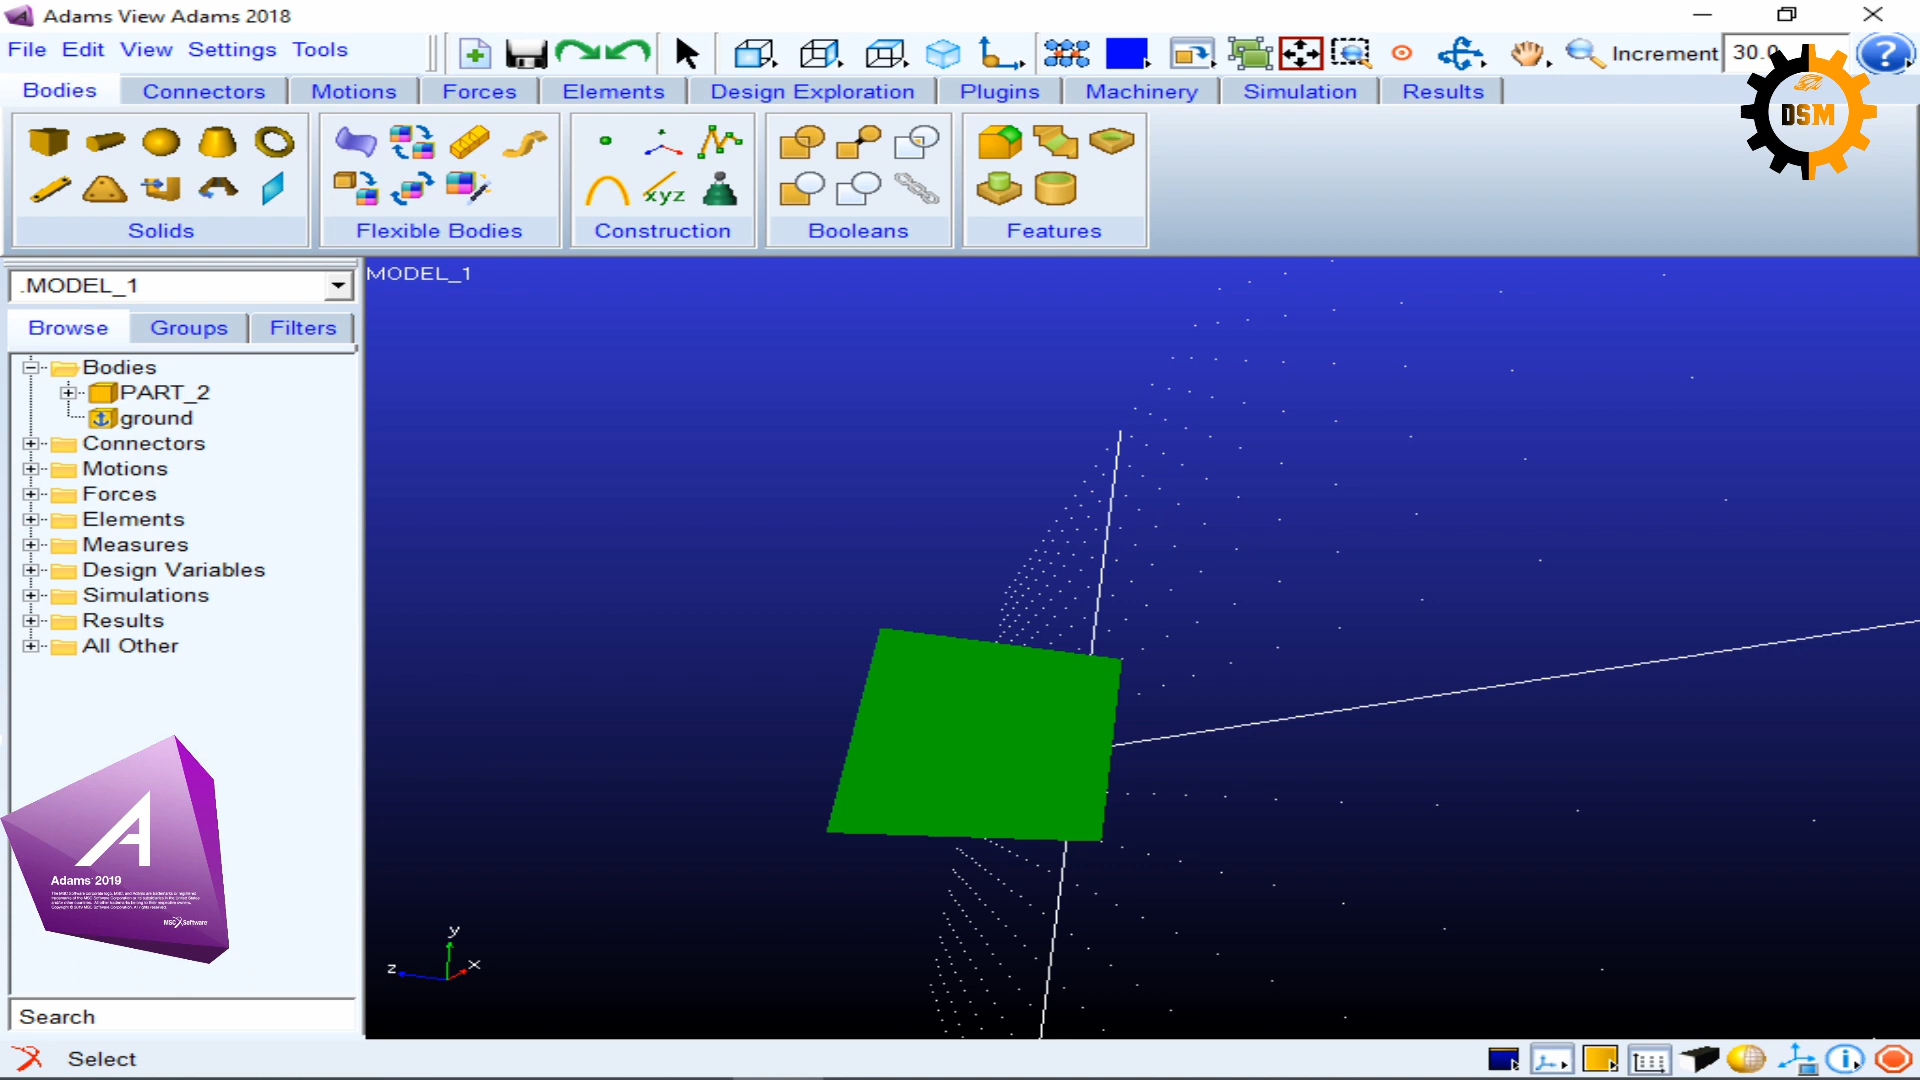 Adams View Adams 2018
File Edit View Settings Tools
Increment 30.0
Bodies Connectors Motions Forces Elements Design Exploration Plugins Machinery Simulation Results
DSM
xyz
Solids Flexible Bodies Construction Booleans Features
.MODEL_1
MODEL_1
Browse Groups Filters
Bodies
PART_2
ground
Connectors
Motions
Forces
Elements
Measures
Design Variables
Simulations
Results
All Other
A
Adams 2019
MSC Software
y
z
x
Search
Select